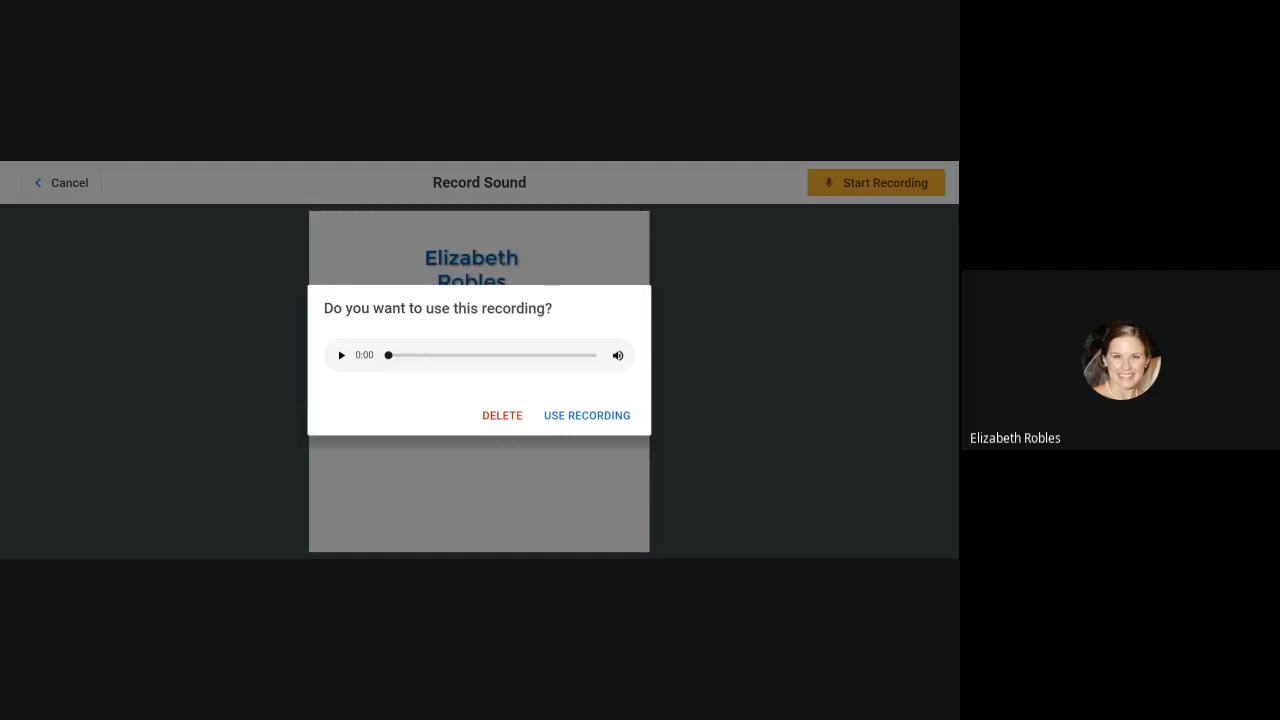 Cancel
Record Sound
Start Recording
Elizabeth
Robles
Do you want to use this recording?
0:00
DELETE
USE RECORDING
Elizabeth Robles